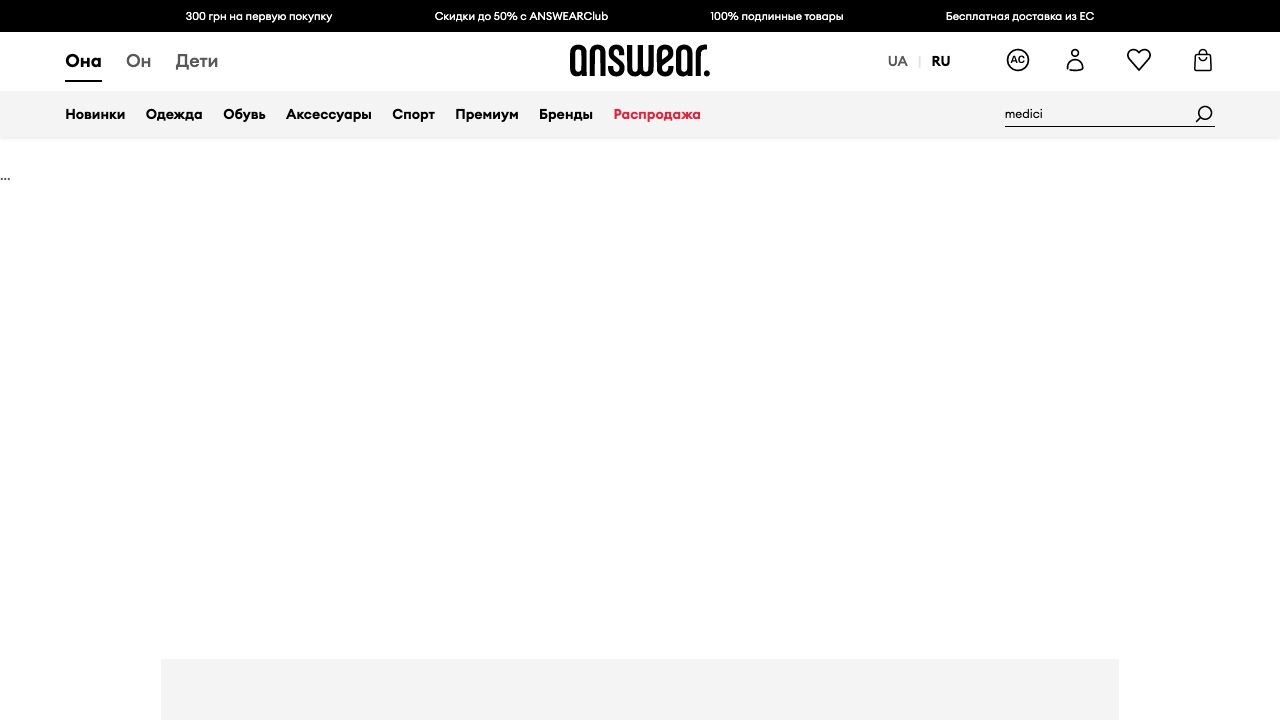 300 грн на первую покупку
Скидки до 50% с ANSWEARClub
100% подлинные товары
Бесплатная доставка из ЕС
Она
Он
Дети
answear.
UA | RU
AC
Новинки
Одежда
Обувь
Аксессуары
Спорт
Премиум
Бренды
Распродажа
medici
...